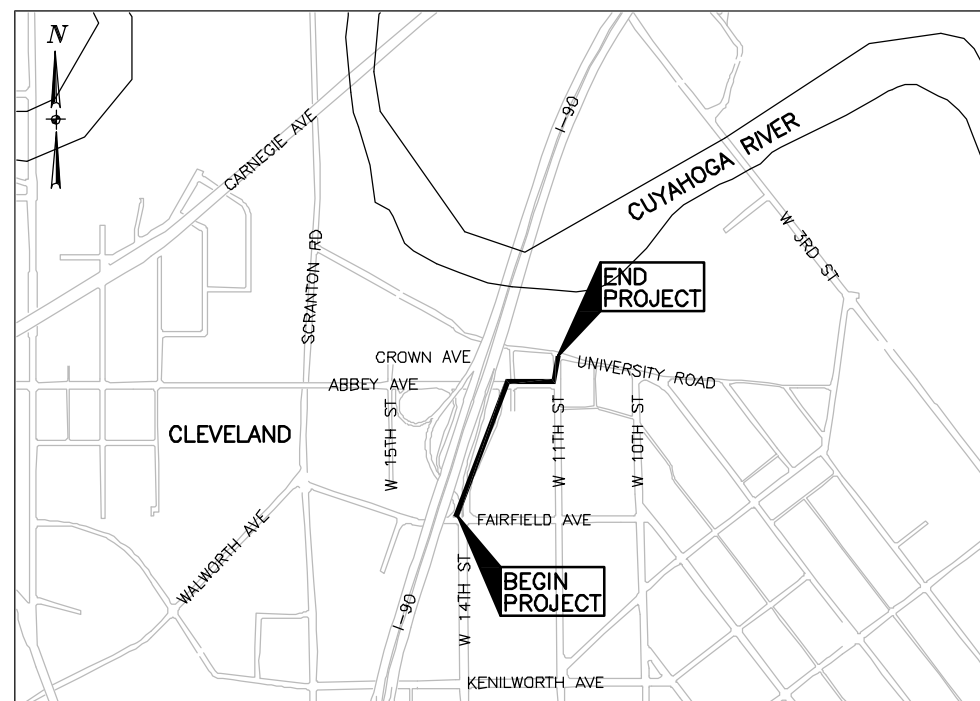 N
I-90
CARNEGIE AVE
CUYAHOGA RIVER
W 3RD ST
SCRANTON RD
END
PROJECT
CROWN AVE
UNIVERSITY ROAD
ABBEY AVE
W 15TH ST
W 11TH ST
W 10TH ST
CLEVELAND
FAIRFIELD AVE
WALWORTH AVE
BEGIN
PROJECT
I-90
W 14TH ST
KENILWORTH AVE